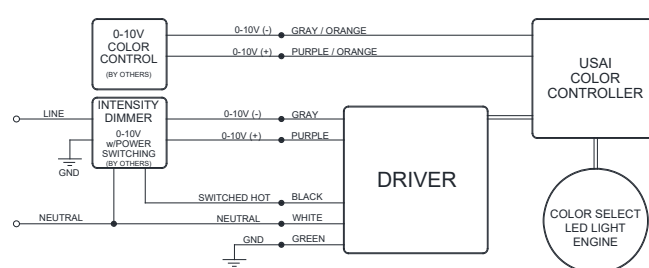 0-10V
COLOR
CONTROL
(BY OTHERS)
0-10V (-) GRAY / ORANGE
0-10V (+) PURPLE / ORANGE
USAI
COLOR
CONTROLLER
LINE
INTENSITY
DIMMER
0-10V
w/POWER
SWITCHING
(BY OTHERS)
GND
0-10V (-) GRAY
0-10V (+) PURPLE
DRIVER
SWITCHED HOT BLACK
NEUTRAL NEUTRAL WHITE
GND GREEN
COLOR SELECT
LED LIGHT
ENGINE